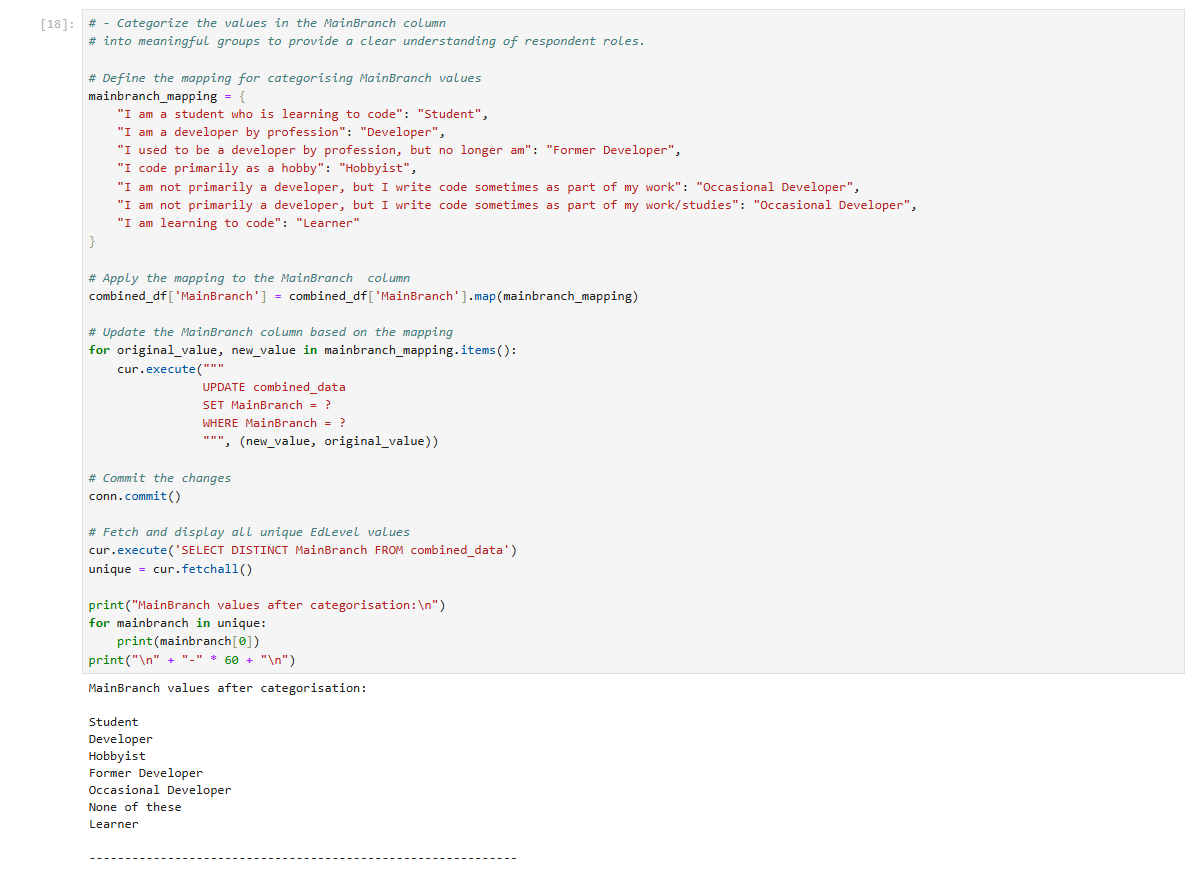 [18]:
# - Categorize the values in the MainBranch column
# into meaningful groups to provide a clear understanding of respondent roles.

# Define the mapping for categorising MainBranch values
mainbranch_mapping = {
    "I am a student who is learning to code": "Student",
    "I am a developer by profession": "Developer",
    "I used to be a developer by profession, but no longer am": "Former Developer",
    "I code primarily as a hobby": "Hobbyist",
    "I am not primarily a developer, but I write code sometimes as part of my work": "Occasional Developer",
    "I am not primarily a developer, but I write code sometimes as part of my work/studies": "Occasional Developer",
    "I am learning to code": "Learner"
}

# Apply the mapping to the MainBranch  column
combined_df['MainBranch'] = combined_df['MainBranch'].map(mainbranch_mapping)

# Update the MainBranch column based on the mapping
for original_value, new_value in mainbranch_mapping.items():
    cur.execute("""
                UPDATE combined_data
                SET MainBranch = ?
                WHERE MainBranch = ?
                """, (new_value, original_value))

# Commit the changes
conn.commit()

# Fetch and display all unique EdLevel values
cur.execute('SELECT DISTINCT MainBranch FROM combined_data')
unique = cur.fetchall()

print("MainBranch values after categorisation:\n")
for mainbranch in unique:
    print(mainbranch[0])
print("\n" + "-" * 60 + "\n")
MainBranch values after categorisation:

Student
Developer
Hobbyist
Former Developer
Occasional Developer
None of these
Learner

------------------------------------------------------------